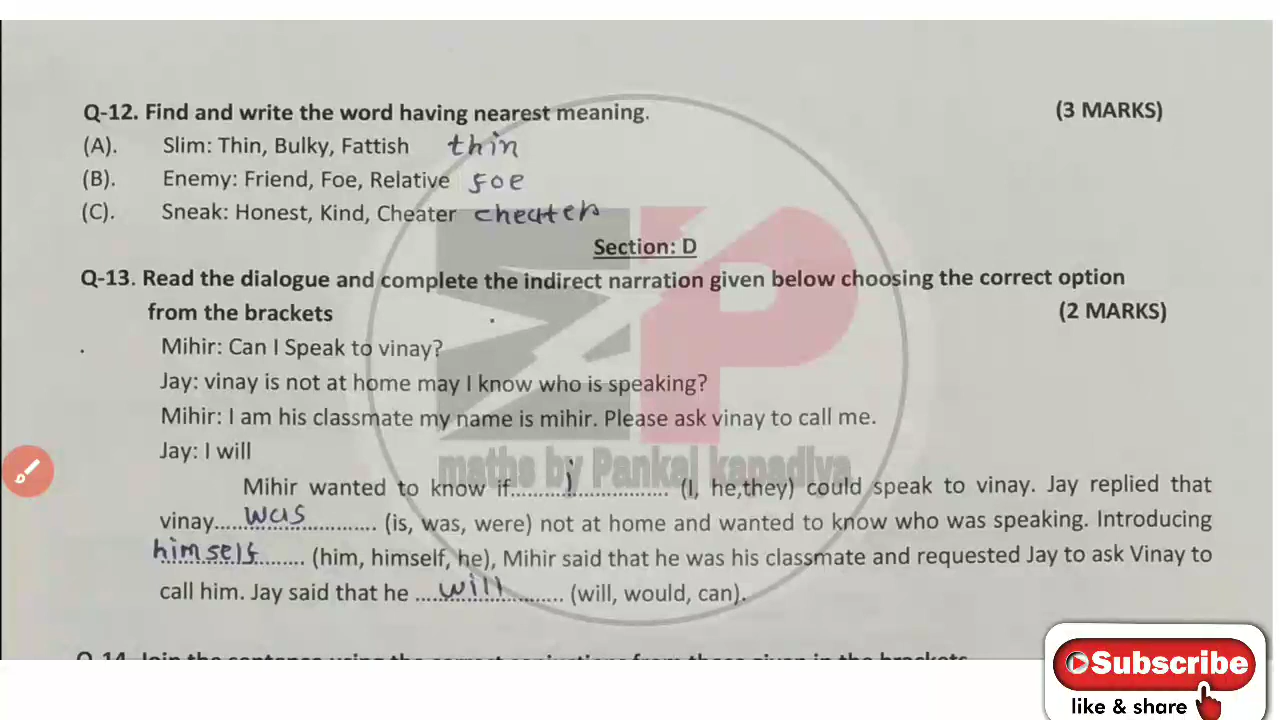 Q-12. Find and write the word having nearest meaning. (3 MARKS)
(A). Slim: Thin, Bulky, Fattish thin
(B). Enemy: Friend, Foe, Relative foe
(C). Sneak: Honest, Kind, Cheater cheater
Section: D
Q-13. Read the dialogue and complete the indirect narration given below choosing the correct option
from the brackets (2 MARKS)
Mihir: Can I Speak to vinay?
Jay: vinay is not at home may I know who is speaking?
Mihir: I am his classmate my name is mihir. Please ask vinay to call me.
Jay: I will
maths by Pankaj kapadiya
Mihir wanted to know if..........i................. (I, he,they) could speak to vinay. Jay replied that
vinay.....was............ (is, was, were) not at home and wanted to know who was speaking. Introducing
himself......... (him, himself, he), Mihir said that he was his classmate and requested Jay to ask Vinay to
call him. Jay said that he ....will............ (will, would, can).
Subscribe
like & share